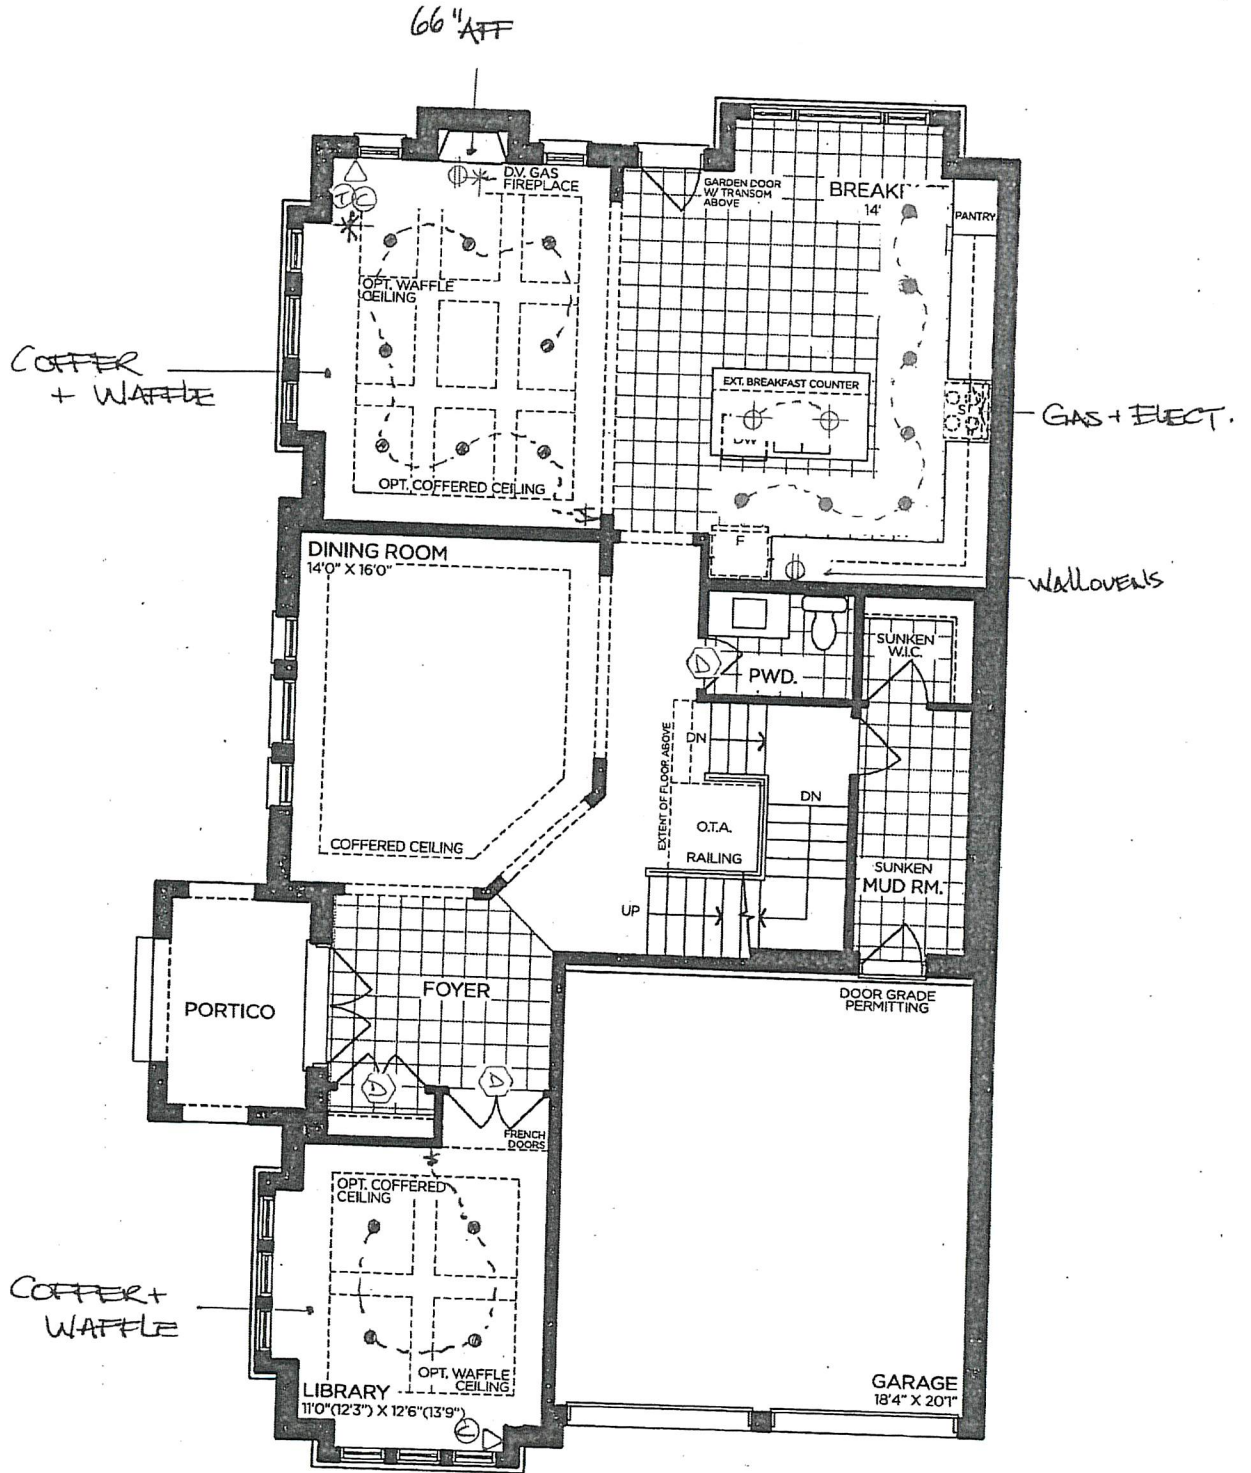 66" AFF
D.V. GAS
FIREPLACE
T C
GARDEN DOOR
W/ TRANSOM
ABOVE
BREAKF
14'
PANTRY
OPT. WAFFLE
CEILING
COFFER
+ WAFFLE
EXT. BREAKFAST COUNTER
DW
S
GAS + ELECT.
OPT. COFFERED CEILING
F
WALLOVENS
DINING ROOM
14'0" X 16'0"
COFFERED CEILING
D
PWD.
SUNKEN
W.I.C.
EXTENT OF FLOOR ABOVE
DN
DN
O.T.A.
RAILING
UP
SUNKEN
MUD RM.
DOOR GRADE
PERMITTING
PORTICO
FOYER
D
D
FRENCH
DOORS
OPT. COFFERED
CEILING
COFFER +
WAFFLE
OPT. WAFFLE
CEILING
LIBRARY
11'0"(12'3") X 12'6"(13'9")
C
GARAGE
18'4" X 20'1"